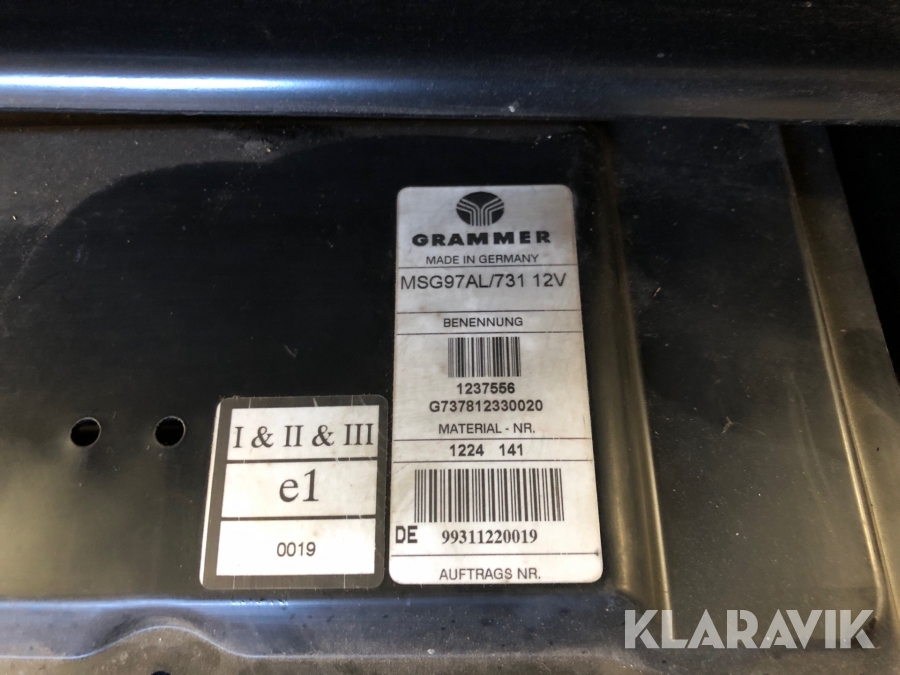 GRAMMER
MADE IN GERMANY
MSG97AL/731 12V
BENENNUNG
1237556
G737812330020
MATERIAL - NR.
1224 141
DE 99311220019
AUFTRAGS NR.
I & II & III
e1
0019
KLARAVIK